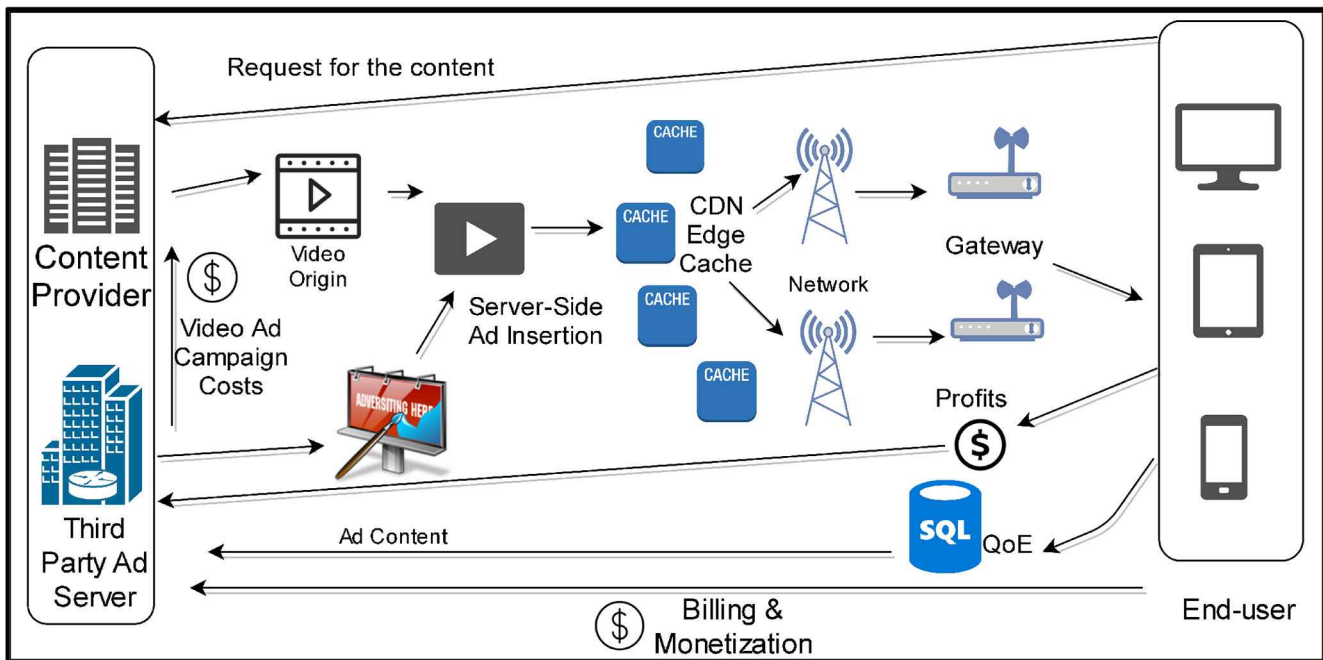 Request for the content
CACHE
Content
Provider
Video
Origin
CACHE
CDN
Edge
Cache
Gateway
Server-Side
Ad Insertion
CACHE
Network
Video Ad
Campaign
Costs
ADVERSITING HERE
CACHE
Profits
$
$
Third
Party Ad
Server
Ad Content
SQL
QoE
$
Billing &
Monetization
End-user